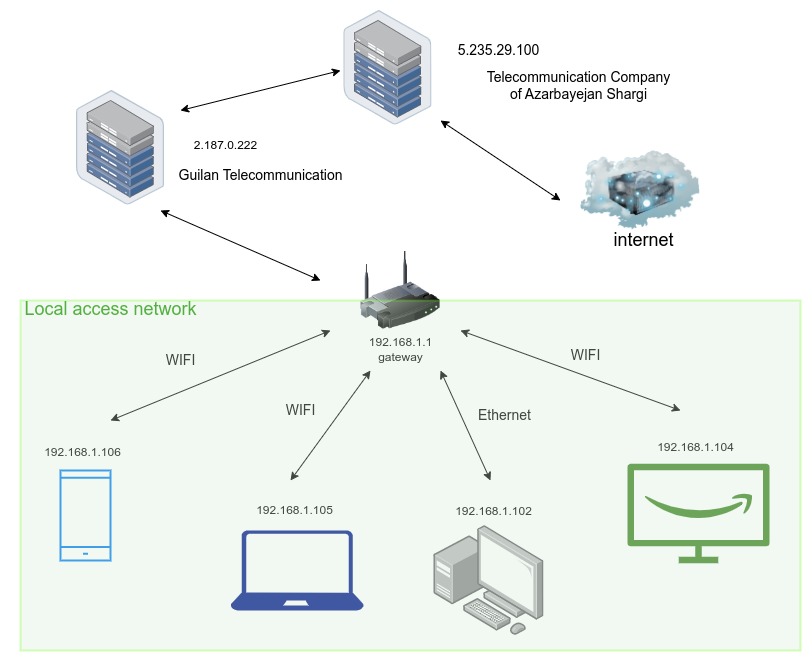 5.235.29.100
Telecommunication Company
of Azarbayejan Shargi
2.187.0.222
Guilan Telecommunication
internet
Local access network
192.168.1.1
gateway
WIFI
WIFI
Ethernet
WIFI
192.168.1.106
192.168.1.105
192.168.1.102
192.168.1.104